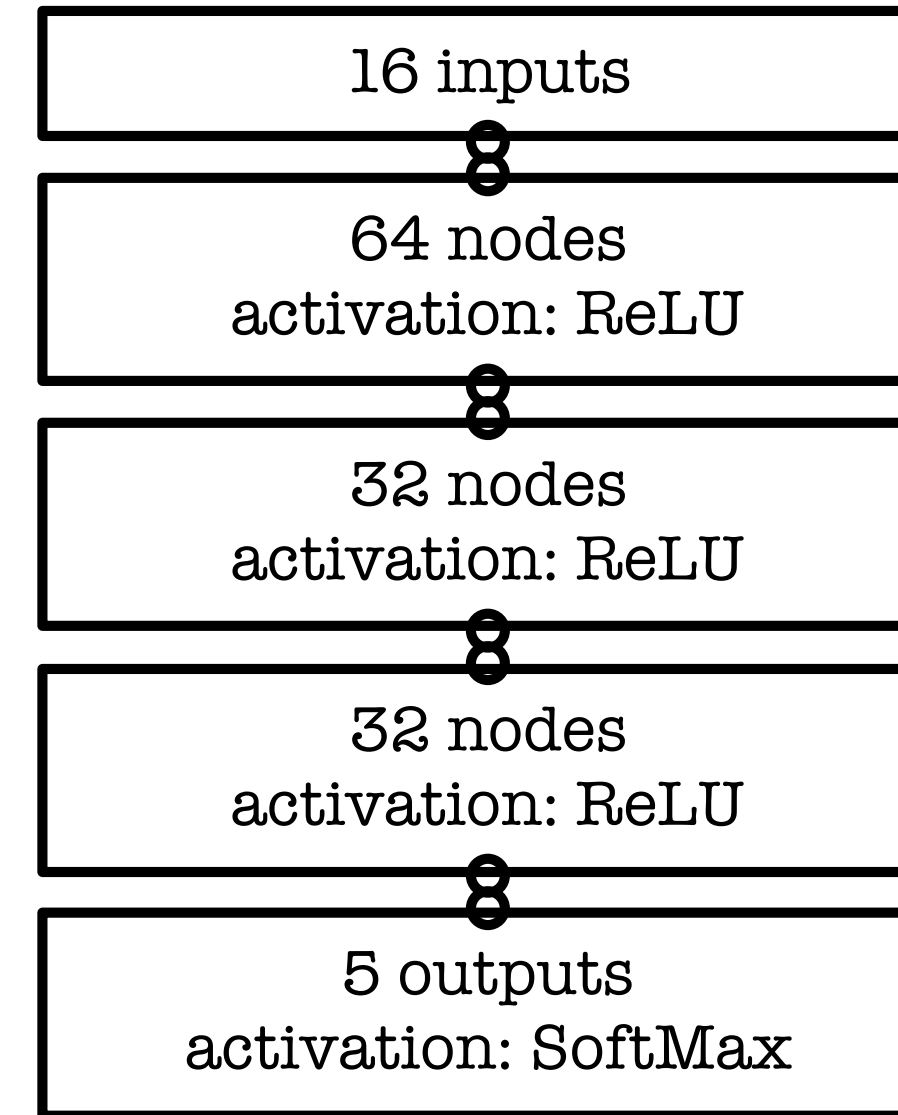 16 inputs
64 nodes
activation: ReLU
32 nodes
activation: ReLU
32 nodes
activation: ReLU
5 outputs
activation: SoftMax